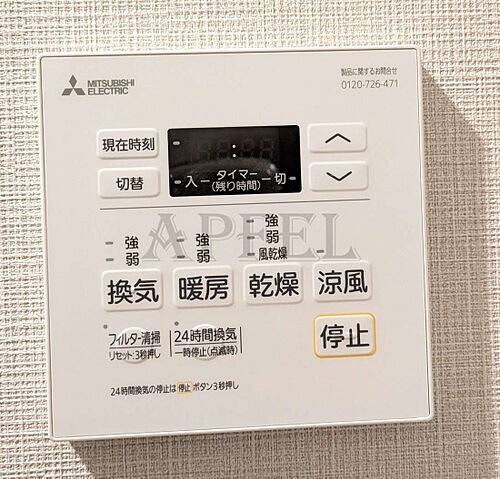 MITSUBISHI
ELECTRIC
製品に関するお問合せ
0120-726-471
現在時刻
切替
入 タイマー 切
(残り時間)
APFEL
強
弱
強
弱
強
弱
風乾燥
換気
暖房
乾燥
涼風
フィルター清掃
リセット:3秒押し
24時間換気
一時停止(点滅時)
停止
24時間換気の停止は 停止 ボタン3秒押し